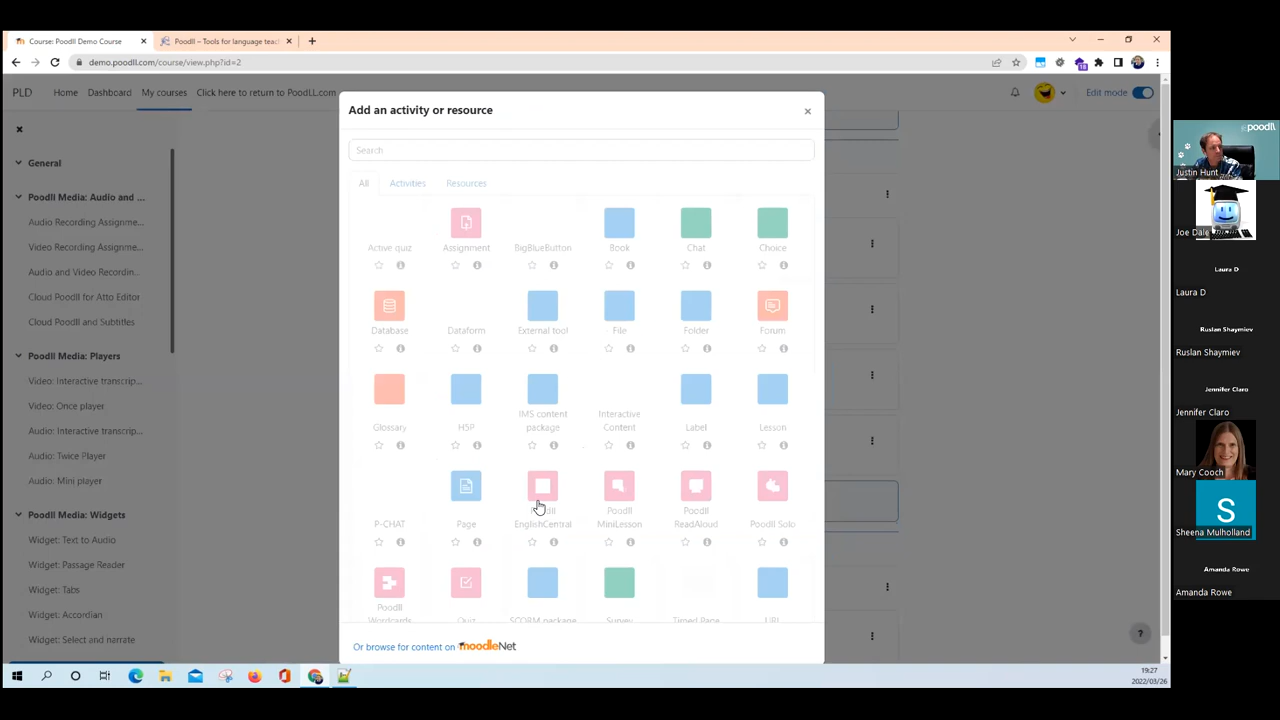 Course: Poodll Demo Course
Poodll – Tools for language teac
demo.poodll.com/course/view.php?id=2
18
PLD
Home
Dashboard
My courses
Click here to return to PoodLL.com
Edit mode
General
Poodll Media: Audio and ...
Audio Recording Assignme...
Video Recording Assignme...
Audio and Video Recordin...
Cloud Poodll for Atto Editor
Cloud Poodll and Subtitles
Poodll Media: Players
Video: Interactive transcrip...
Video: Once player
Audio: Interactive transcrip...
Audio: Twice Player
Audio: Mini player
Poodll Media: Widgets
Widget: Text to Audio
Widget: Passage Reader
Widget: Tabs
Widget: Accordian
Widget: Select and narrate
Add an activity or resource
Search
All
Activities
Resources
Active quiz
Assignment
BigBlueButton
Book
Chat
Choice
Database
Dataform
External tool
File
Folder
Forum
Glossary
H5P
IMS content
package
Interactive
Content
Label
Lesson
P-CHAT
Page
Poodll
EnglishCentral
Poodll
MiniLesson
Poodll
ReadAloud
Poodll Solo
Poodll
Wordcards
Quiz
SCORM package
Survey
Timed Page
URL
Or browse for content on moodleNet
?
19:27
2022/03/26
poodll
Justin Hunt
Joe Dale
Laura D
Laura D
Ruslan Shaymiev
Ruslan Shaymiev
Jennifer Claro
Jennifer Claro
Mary Cooch
S
Sheena Mulholland
Amanda Rowe
Amanda Rowe